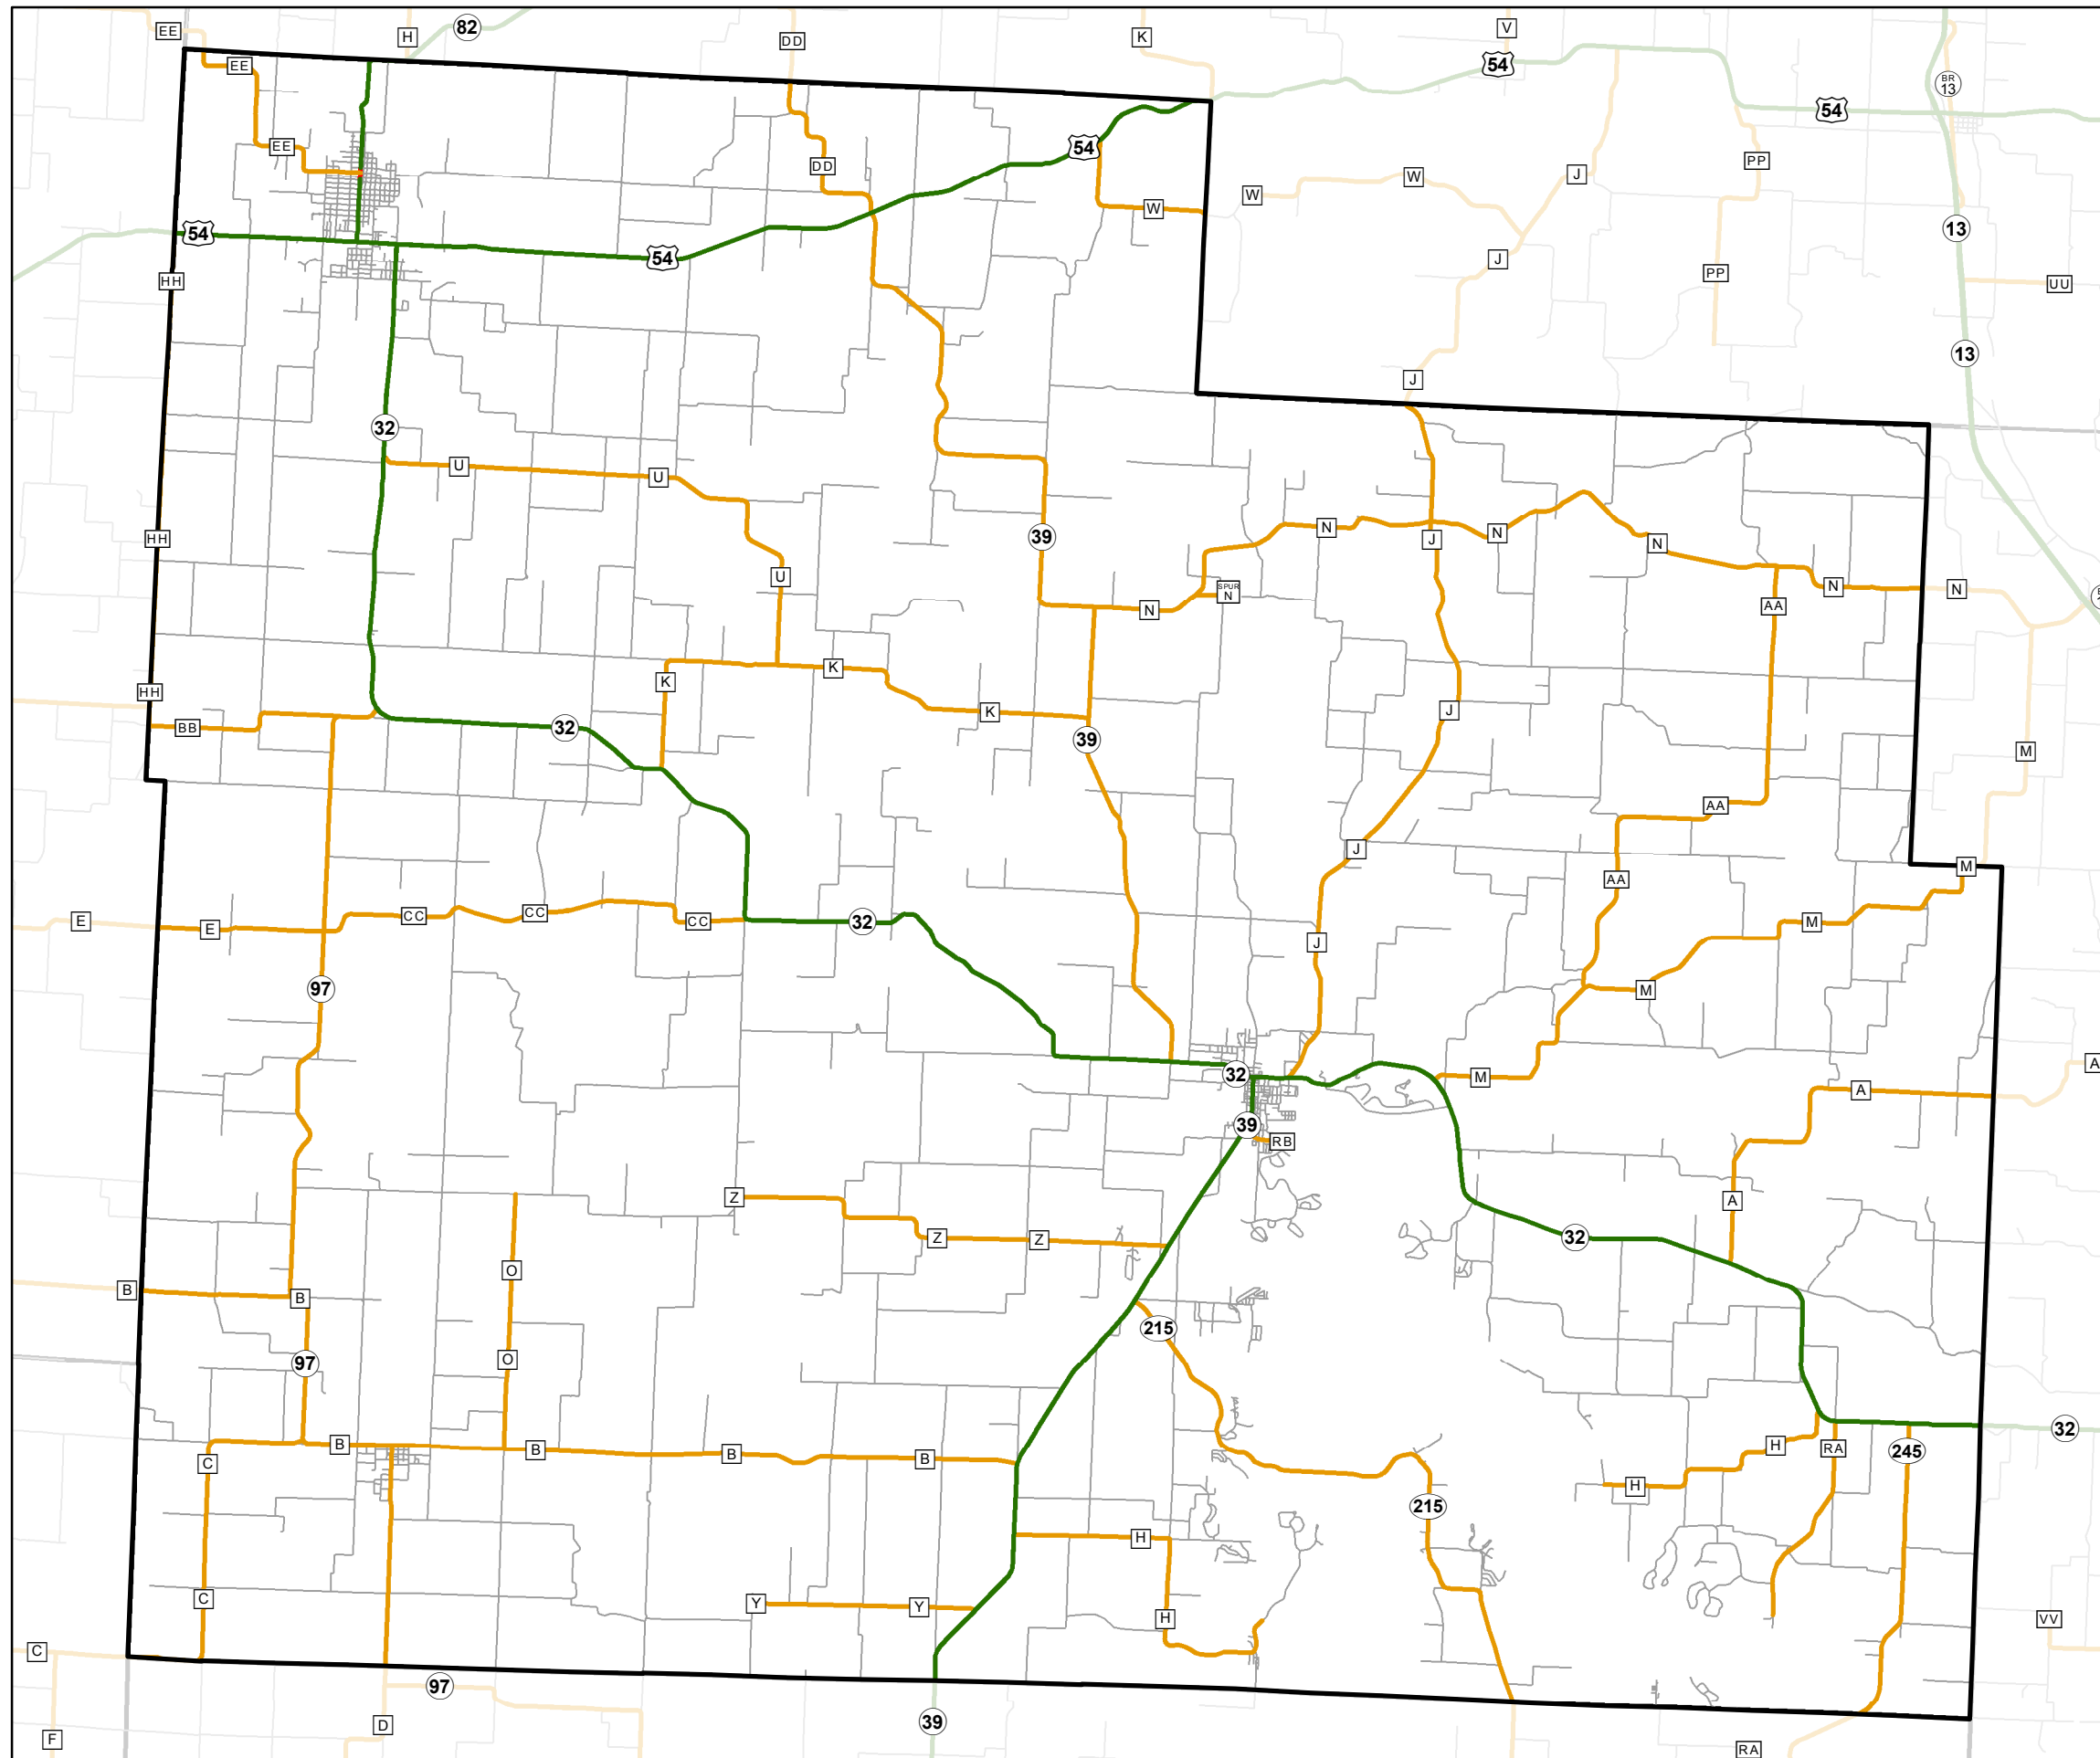 EE
H
82
DD
K
V
54
BR
13
54
EE
EE
DD
54
W
W
W
J
PP
13
54
54
HH
J
PP
UU
13
J
32
U
U
39
N
J
N
N
HH
U
N
SPUR
N
AA
N
N
K
K
HH
BB
32
K
39
J
M
AA
J
AA
M
E
E
CC
CC
CC
32
J
M
97
M
32
M
A
A
39
RB
Z
A
Z
Z
32
B
B
O
215
97
O
B
C
B
B
B
H
RA
245
32
H
215
H
C
Y
Y
H
VV
C
97
D
39
F
RA